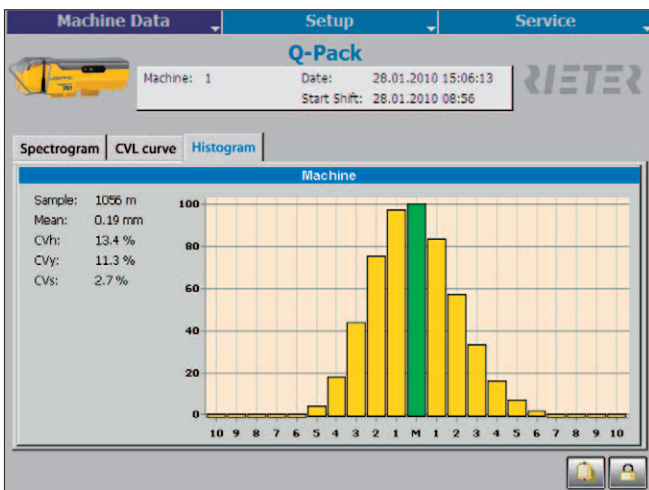 Machine Data Setup Service
Q-Pack
Machine: 1 Date: 28.01.2010 15:06:13
Start Shift: 28.01.2010 08:56
RIETER
Spectrogram CVL curve Histogram
Machine
Sample: 1056 m
Mean: 0.19 mm
CVh: 13.4 %
CVy: 11.3 %
CVs: 2.7 %
100
80
60
40
20
0
10 9 8 7 6 5 4 3 2 1 M 1 2 3 4 5 6 7 8 9 10